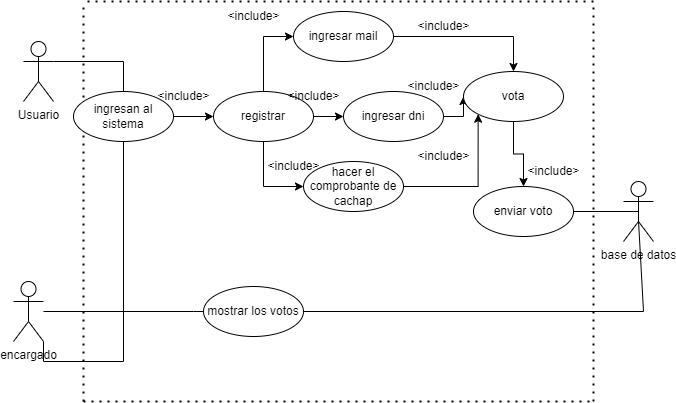 <include>
ingresar mail
<include>
Usuario
ingresan al
sistema
<include>
registrar
<include>
ingresar dni
<include>
vota
<include>
hacer el
comprobante de
cachap
<include>
<include>
enviar voto
base de datos
mostrar los votos
encargado